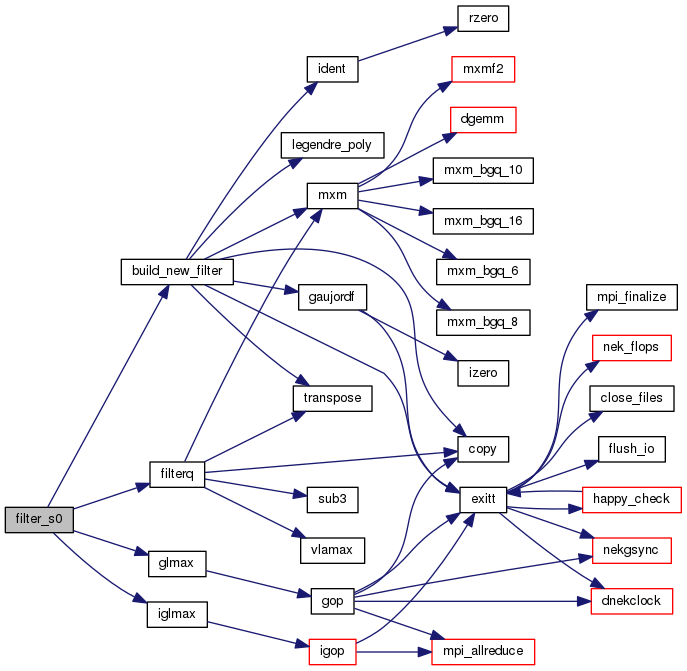 rzero
ident
mxmf2
dgemm
legendre_poly
mxm_bgq_10
mxm
mxm_bgq_16
build_new_filter
mxm_bgq_6
gaujordf
mpi_finalize
mxm_bgq_8
nek_flops
izero
transpose
close_files
copy
flush_io
filterq
sub3
exitt
happy_check
filter_s0
vlamax
nekgsync
glmax
gop
dnekclock
iglmax
igop
mpi_allreduce